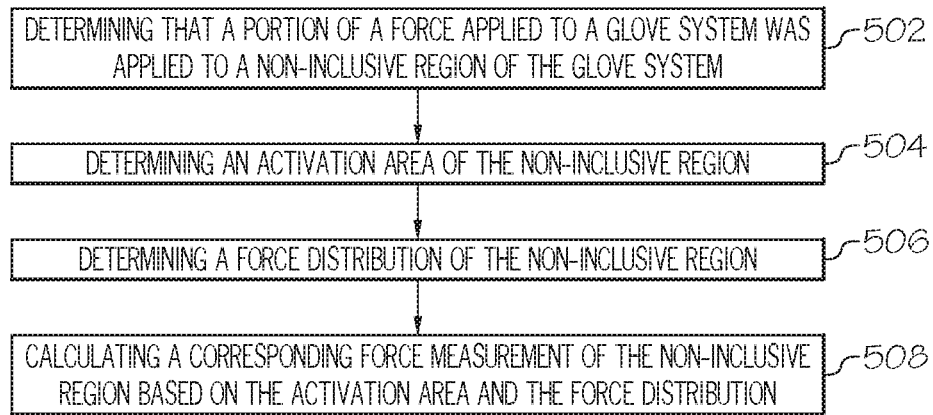 DETERMINING THAT A PORTION OF A FORCE APPLIED TO A GLOVE SYSTEM WAS
APPLIED TO A NON-INCLUSIVE REGION OF THE GLOVE SYSTEM
502
DETERMINING AN ACTIVATION AREA OF THE NON-INCLUSIVE REGION
504
DETERMINING A FORCE DISTRIBUTION OF THE NON-INCLUSIVE REGION
506
CALCULATING A CORRESPONDING FORCE MEASUREMENT OF THE NON-INCLUSIVE
REGION BASED ON THE ACTIVATION AREA AND THE FORCE DISTRIBUTION
508